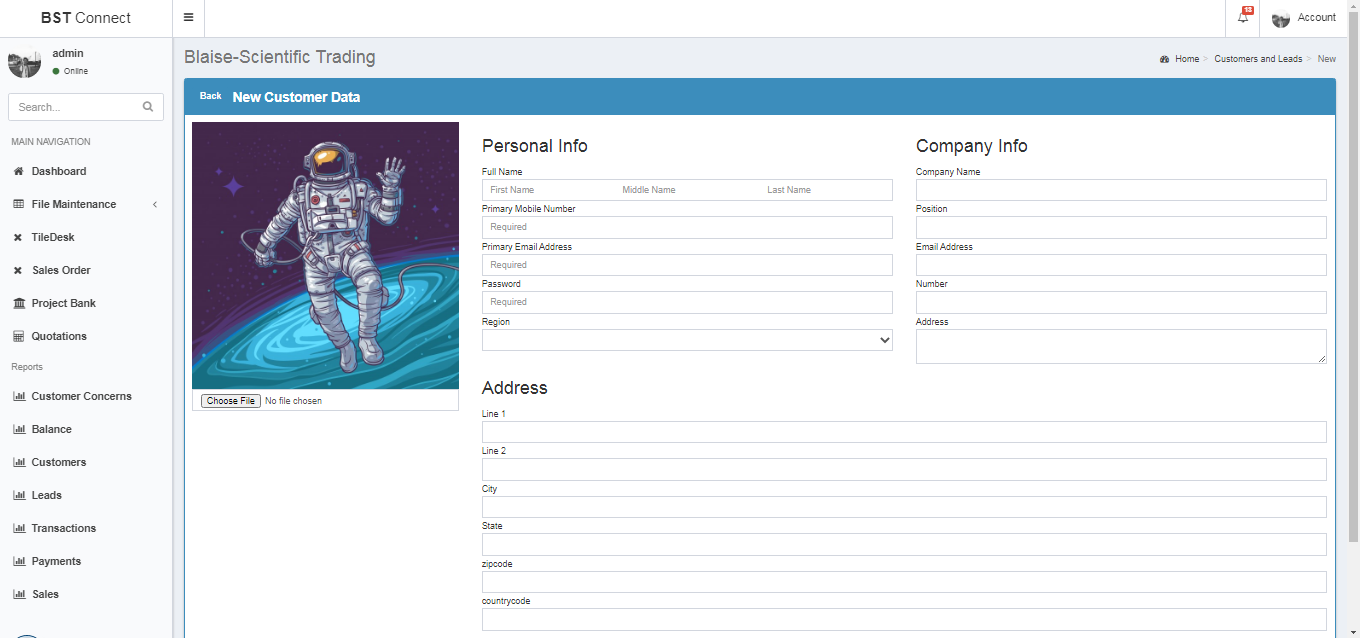 BST Connect
13
Account
admin
Online
Search...
MAIN NAVIGATION
Dashboard
File Maintenance
TileDesk
Sales Order
Project Bank
Quotations
Reports
Customer Concerns
Balance
Customers
Leads
Transactions
Payments
Sales
Blaise-Scientific Trading
Home > Customers and Leads > New
Back New Customer Data
Choose File No file chosen
Personal Info
Full Name
First Name Middle Name Last Name
Primary Mobile Number
Required
Primary Email Address
Required
Password
Required
Region
Company Info
Company Name
Position
Email Address
Number
Address
Address
Line 1
Line 2
City
State
zipcode
countrycode